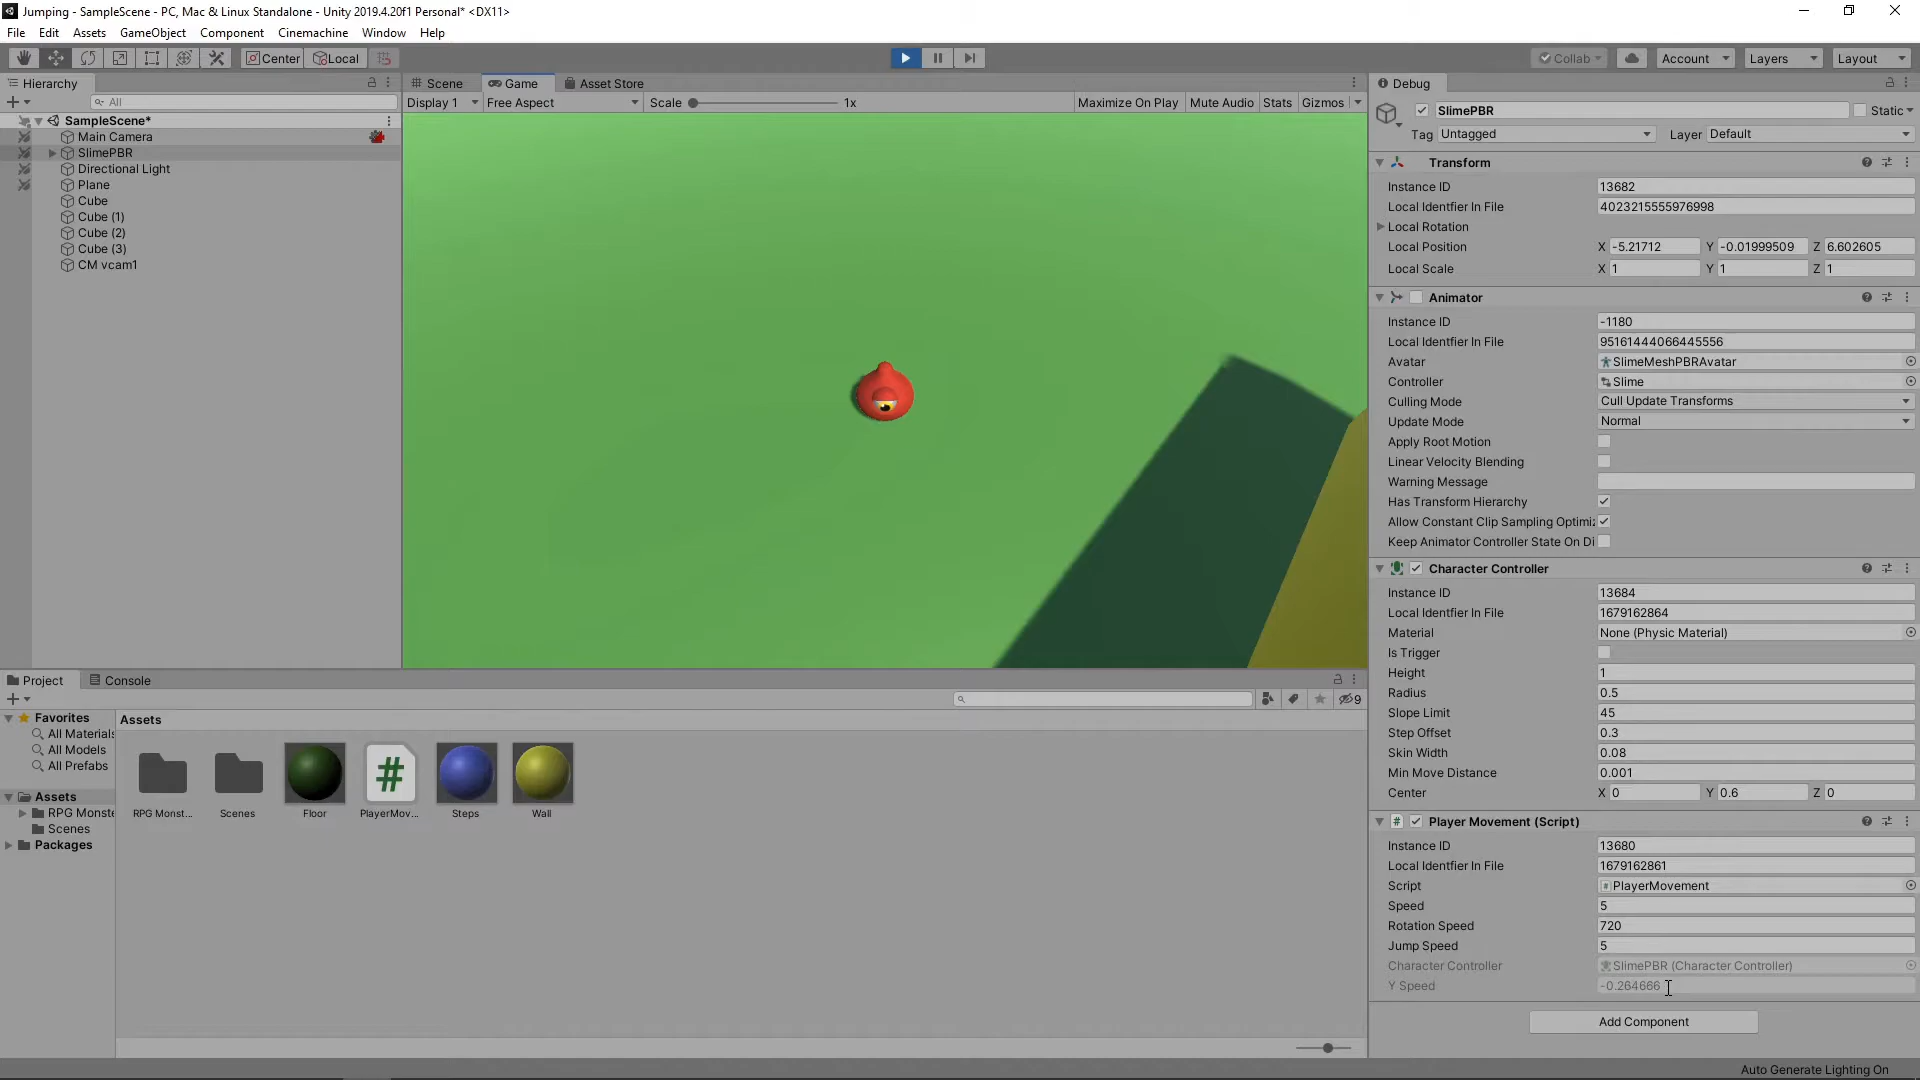 Jumping - SampleScene - PC, Mac & Linux Standalone - Unity 2019.4.20f1 Personal* <DX11>
File Edit Assets GameObject Component Cinemachine Window Help
Center Local Collab Account Layers Layout
Hierarchy
All
SampleScene*
Main Camera
SlimePBR
Directional Light
Plane
Cube
Cube (1)
Cube (2)
Cube (3)
CM vcam1
Scene Game Asset Store
Display 1 Free Aspect Scale 1x Maximize On Play Mute Audio Stats Gizmos
Debug
SlimePBR Static
Tag Untagged Layer Default
Transform
Instance ID 13682
Local Identfier In File 4023215555976998
Local Rotation
Local Position X -5.21712 Y -0.01999509 Z 6.602605
Local Scale X 1 Y 1 Z 1
Animator
Instance ID -1180
Local Identfier In File 95161444066445556
Avatar SlimeMeshPBRAvatar
Controller Slime
Culling Mode Cull Update Transforms
Update Mode Normal
Apply Root Motion
Linear Velocity Blending
Warning Message
Has Transform Hierarchy
Allow Constant Clip Sampling Optimiz
Keep Animator Controller State On Di
Character Controller
Instance ID 13684
Local Identfier In File 1679162864
Material None (Physic Material)
Is Trigger
Height 1
Radius 0.5
Slope Limit 45
Step Offset 0.3
Skin Width 0.08
Min Move Distance 0.001
Center X 0 Y 0.6 Z 0
# Player Movement (Script)
Instance ID 13680
Local Identfier In File 1679162861
Script PlayerMovement
Speed 5
Rotation Speed 720
Jump Speed 5
Character Controller SlimePBR (Character Controller)
Y Speed -0.264666
Add Component
Project Console
9
Favorites
All Materials
All Models
All Prefabs
Assets
RPG Monste
Scenes
Packages
Assets
#
RPG Monst... Scenes Floor PlayerMov... Steps Wall
Auto Generate Lighting On